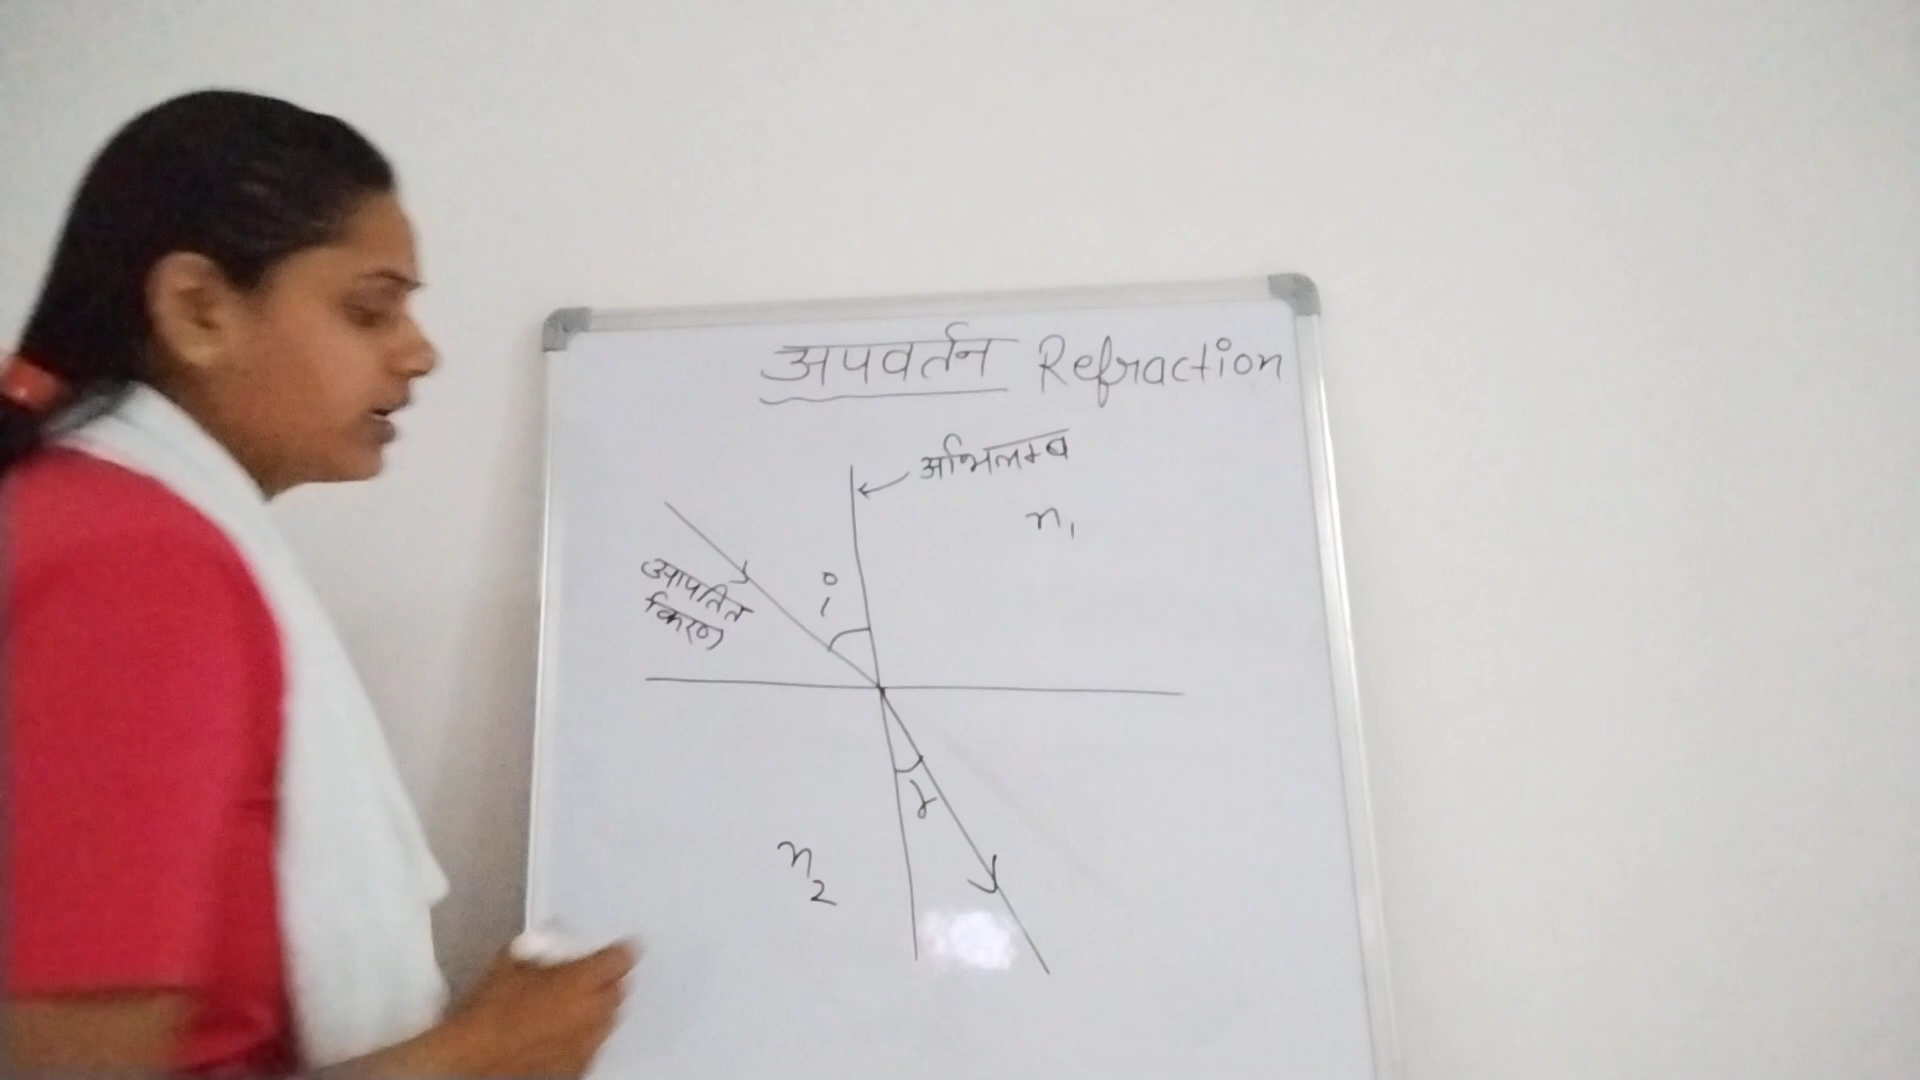 अपवर्तन Refraction
अभिलम्ब
n₁
आपतित
किरण
i
r
n₂